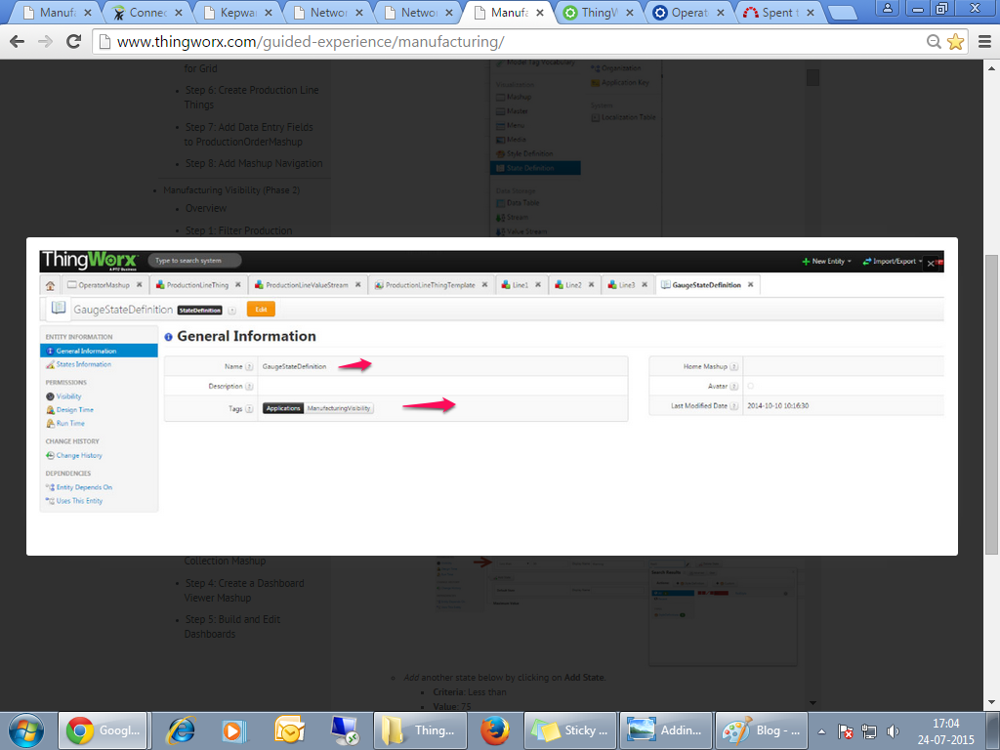 Manufa
Connec
Kepwar
Networ
Networ
Manufa
ThingW
Operat
Spent t
www.thingworx.com/guided-experience/manufacturing/
for Grid
Step 6: Create Production Line
Things
Step 7: Add Data Entry Fields
to ProductionOrderMashup
Step 8: Add Mashup Navigation
Manufacturing Visibility (Phase 2)
Overview
Step 1: Filter Production
Model Tag Vocabulary
Visualization
Mashup
Master
Menu
Media
Style Definition
State Definition
Data Storage
Data Table
Stream
Value Stream
Organization
Application Key
System
Localization Table
ThingWorx
A PTC Business
Type to search system
New Entity
Import/Export
OperatorMashup
ProductionLineThing
ProductionLineValueStream
ProductionLineThingTemplate
Line1
Line2
Line3
GaugeStateDefinition
GaugeStateDefinition StateDefinition Edit
ENTITY INFORMATION
General Information
States Information
PERMISSIONS
Visibility
Design Time
Run Time
CHANGE HISTORY
Change History
DEPENDENCIES
Entity Depends On
Uses This Entity
General Information
Name ? GaugeStateDefinition
Description ?
Tags ? Applications ManufacturingVisibility
Home Mashup ?
Avatar ?
Last Modified Date ? 2014-10-10 10:16:30
Collection Mashup
Step 4: Create a Dashboard
Viewer Mashup
Step 5: Build and Edit
Dashboards
Search Results
Add another state below by clicking on Add State.
Criteria: Less than
Value: 75
Googl...
Thing...
Sticky ...
Addin...
Blog - ...
17:04
24-07-2015